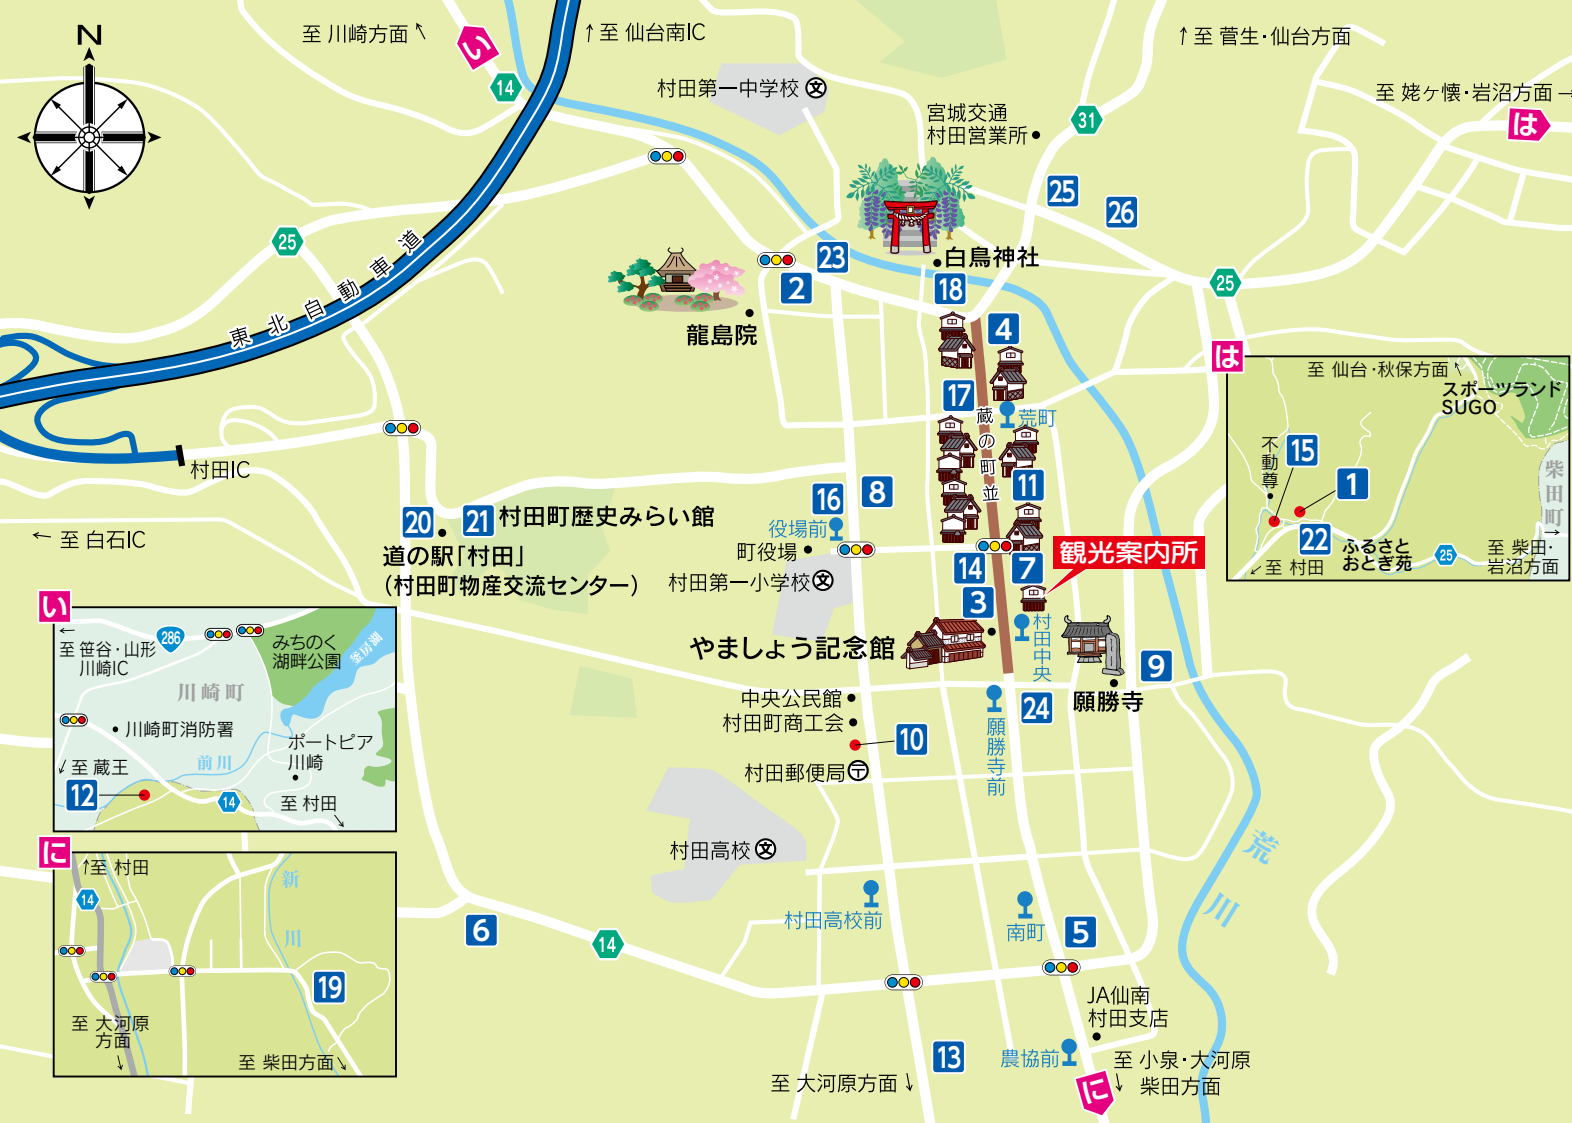 N
至 川崎方面
い
14
至 仙台南IC
村田第一中学校
文
宮城交通
村田営業所
31
至 菅生・仙台方面
至 姥ケ懐・岩沼方面
は
25
26
25
東北自動車道
23
2
白鳥神社
18
25
龍島院
4
17
荒町
蔵の町並
11
村田IC
至 白石IC
20
21
村田町歴史みらい館
道の駅「村田」
(村田町物産交流センター)
16
8
役場前
町役場
村田第一小学校
文
14
7
観光案内所
3
村田中央
やましょう記念館
願勝寺
9
24
願勝寺前
中央公民館
村田町商工会
10
村田郵便局
〒
村田高校
文
村田高校前
荒川
南町
5
6
14
JA仙南
村田支店
農協前
13
至 大河原方面
至 小泉・大河原
柴田方面
に
は
至 仙台・秋保方面
スポーツランド
SUGO
不動尊
15
1
柴田町
22
ふるさと
おとぎ苑
25
至 村田
至 柴田・
岩沼方面
い
至 笹谷・山形
川崎IC
286
みちのく
湖畔公園
釜房湖
川崎町
川崎町消防署
至 蔵王
前川
ポートピア
川崎
12
14
至 村田
に
至 村田
14
新川
19
至 大河原
方面
至 柴田方面